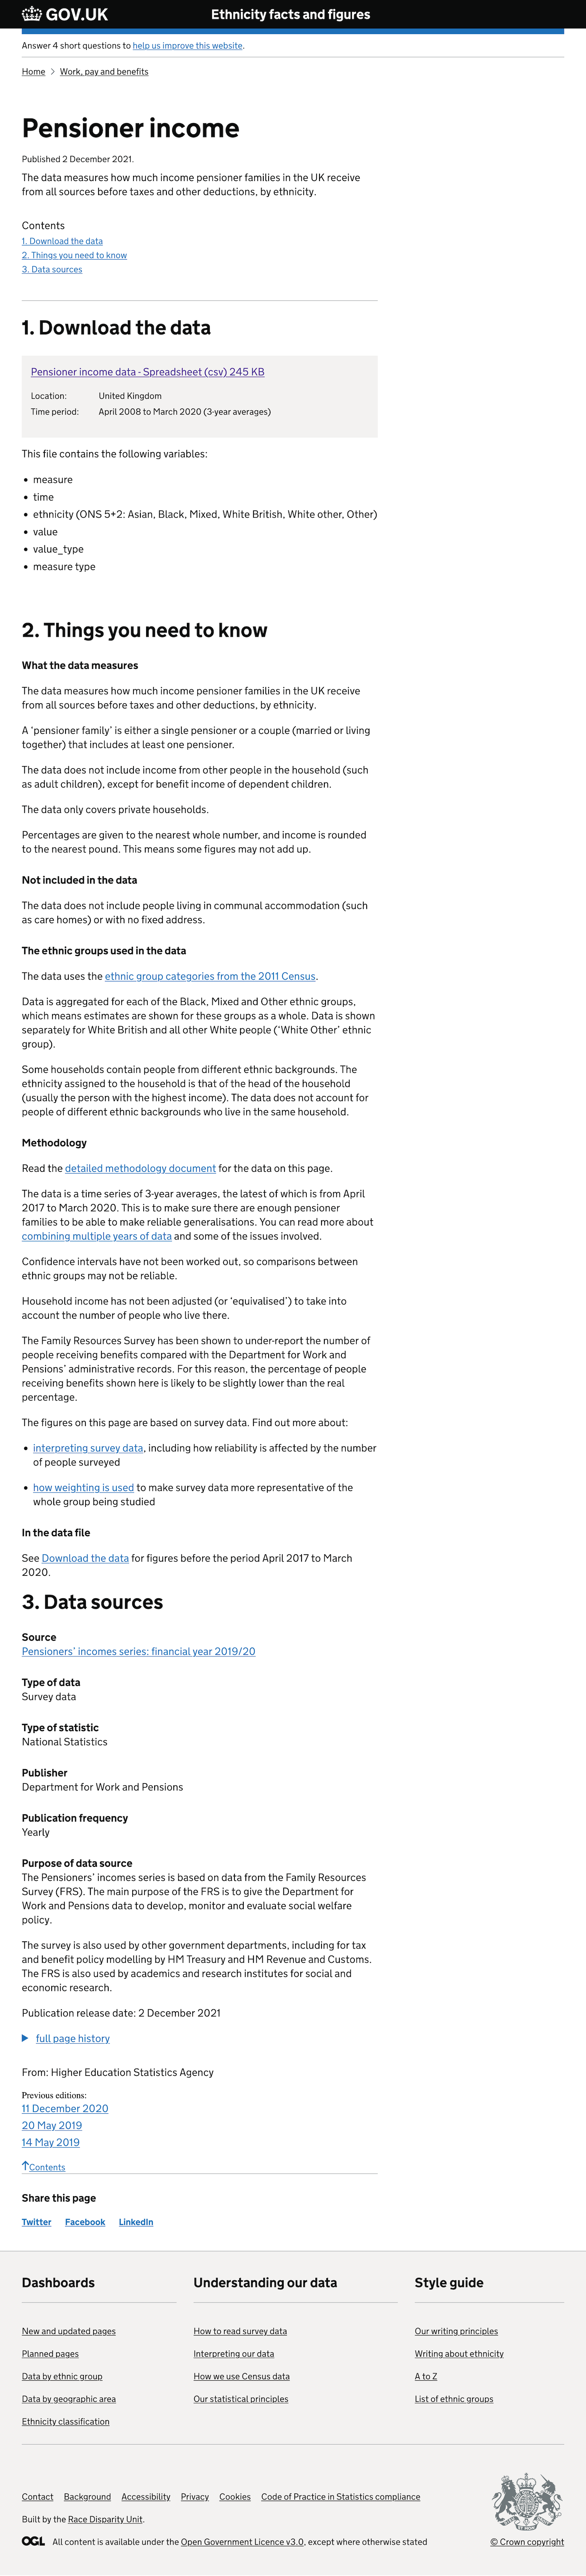 GOV.UK
Ethnicity facts and figures
Answer 4 short questions to help us improve this website.
Home > Work, pay and benefits
Pensioner income
Published 2 December 2021.
The data measures how much income pensioner families in the UK receive
from all sources before taxes and other deductions, by ethnicity.
Contents
1. Download the data
2. Things you need to know
3. Data sources
1. Download the data
Pensioner income data - Spreadsheet (csv) 245 KB
Location: United Kingdom
Time period: April 2008 to March 2020 (3-year averages)
This file contains the following variables:
• measure
• time
• ethnicity (ONS 5+2: Asian, Black, Mixed, White British, White other, Other)
• value
• value_type
• measure type
2. Things you need to know
What the data measures
The data measures how much income pensioner families in the UK receive
from all sources before taxes and other deductions, by ethnicity.
A ‘pensioner family’ is either a single pensioner or a couple (married or living
together) that includes at least one pensioner.
The data does not include income from other people in the household (such
as adult children), except for benefit income of dependent children.
The data only covers private households.
Percentages are given to the nearest whole number, and income is rounded
to the nearest pound. This means some figures may not add up.
Not included in the data
The data does not include people living in communal accommodation (such
as care homes) or with no fixed address.
The ethnic groups used in the data
The data uses the ethnic group categories from the 2011 Census.
Data is aggregated for each of the Black, Mixed and Other ethnic groups,
which means estimates are shown for these groups as a whole. Data is shown
separately for White British and all other White people (‘White Other’ ethnic
group).
Some households contain people from different ethnic backgrounds. The
ethnicity assigned to the household is that of the head of the household
(usually the person with the highest income). The data does not account for
people of different ethnic backgrounds who live in the same household.
Methodology
Read the detailed methodology document for the data on this page.
The data is a time series of 3-year averages, the latest of which is from April
2017 to March 2020. This is to make sure there are enough pensioner
families to be able to make reliable generalisations. You can read more about
combining multiple years of data and some of the issues involved.
Confidence intervals have not been worked out, so comparisons between
ethnic groups may not be reliable.
Household income has not been adjusted (or ‘equivalised’) to take into
account the number of people who live there.
The Family Resources Survey has been shown to under-report the number of
people receiving benefits compared with the Department for Work and
Pensions’ administrative records. For this reason, the percentage of people
receiving benefits shown here is likely to be slightly lower than the real
percentage.
The figures on this page are based on survey data. Find out more about:
• interpreting survey data, including how reliability is affected by the number
of people surveyed
• how weighting is used to make survey data more representative of the
whole group being studied
In the data file
See Download the data for figures before the period April 2017 to March
2020.
3. Data sources
Source
Pensioners’ incomes series: financial year 2019/20
Type of data
Survey data
Type of statistic
National Statistics
Publisher
Department for Work and Pensions
Publication frequency
Yearly
Purpose of data source
The Pensioners’ incomes series is based on data from the Family Resources
Survey (FRS). The main purpose of the FRS is to give the Department for
Work and Pensions data to develop, monitor and evaluate social welfare
policy.
The survey is also used by other government departments, including for tax
and benefit policy modelling by HM Treasury and HM Revenue and Customs.
The FRS is also used by academics and research institutes for social and
economic research.
Publication release date: 2 December 2021
full page history
From: Higher Education Statistics Agency
Previous editions:
11 December 2020
20 May 2019
14 May 2019
↑Contents
Share this page
Twitter Facebook LinkedIn
Dashboards
New and updated pages
Planned pages
Data by ethnic group
Data by geographic area
Ethnicity classification
Understanding our data
How to read survey data
Interpreting our data
How we use Census data
Our statistical principles
Style guide
Our writing principles
Writing about ethnicity
A to Z
List of ethnic groups
Contact Background Accessibility Privacy Cookies Code of Practice in Statistics compliance
Built by the Race Disparity Unit.
OGL All content is available under the Open Government Licence v3.0, except where otherwise stated
© Crown copyright